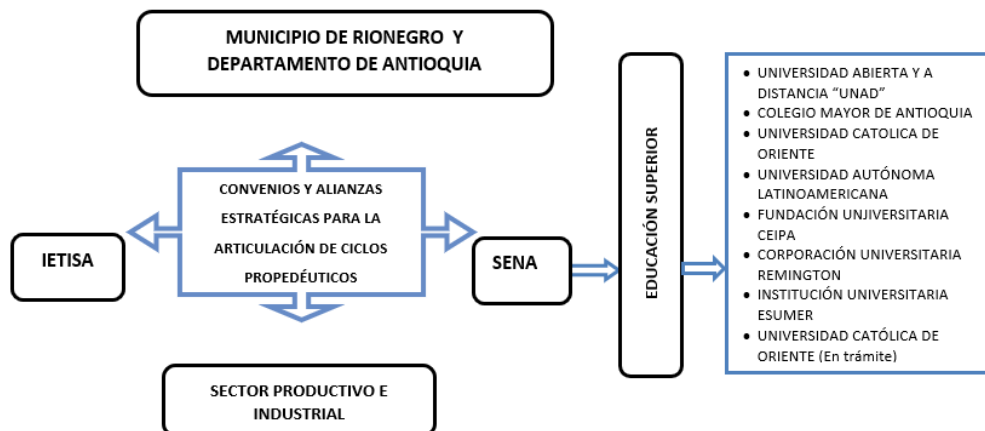 MUNICIPIO DE RIONEGRO Y
DEPARTAMENTO DE ANTIOQUIA
CONVENIOS Y ALIANZAS
ESTRATÉGICAS PARA LA
ARTICULACIÓN DE CICLOS
PROPEDÉUTICOS
IETISA
SENA
SECTOR PRODUCTIVO E
INDUSTRIAL
EDUCACIÓN SUPERIOR
• UNIVERSIDAD ABIERTA Y A
DISTANCIA “UNAD”
• COLEGIO MAYOR DE ANTIOQUIA
• UNIVERSIDAD CATOLICA DE
ORIENTE
• UNIVERSIDAD AUTÓNOMA
LATINOAMERICANA
• FUNDACIÓN UNJIVERSITARIA
CEIPA
• CORPORACIÓN UNIVERSITARIA
REMINGTON
• INSTITUCIÓN UNIVERSITARIA
ESUMER
• UNIVERSIDAD CATÓLICA DE
ORIENTE (En trámite)